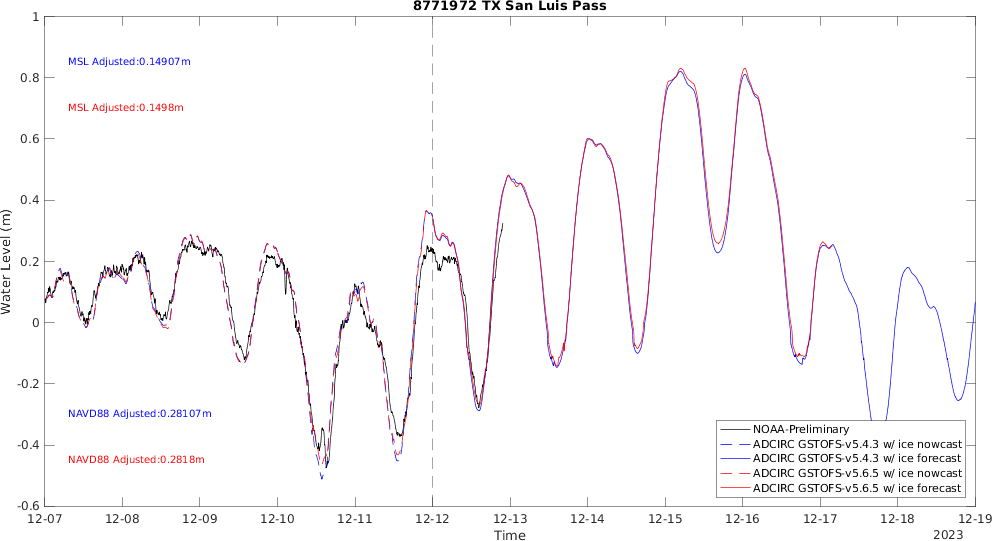 8771972 TX San Luis Pass
1
MSL Adjusted:0.14907m
0.8
MSL Adjusted:0.1498m
0.6
0.4
0.2
0
-0.2
-0.4
-0.6
Water Level (m)
NAVD88 Adjusted:0.28107m
NAVD88 Adjusted:0.2818m
NOAA-Preliminary
ADCIRC GSTOFS-v5.4.3 w/ ice nowcast
ADCIRC GSTOFS-v5.4.3 w/ ice forecast
ADCIRC GSTOFS-v5.6.5 w/ ice nowcast
ADCIRC GSTOFS-v5.6.5 w/ ice forecast
12-07 12-08 12-09 12-10 12-11 12-12 12-13 12-14 12-15 12-16 12-17 12-18 12-19
Time
2023